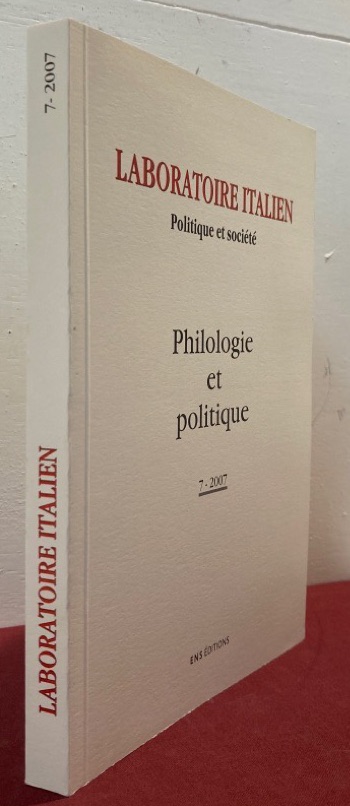 7 - 2007
LABORATOIRE ITALIEN
LABORATOIRE ITALIEN
Politique et société
Philologie
et
politique
7 - 2007
ENS ÉDITIONS